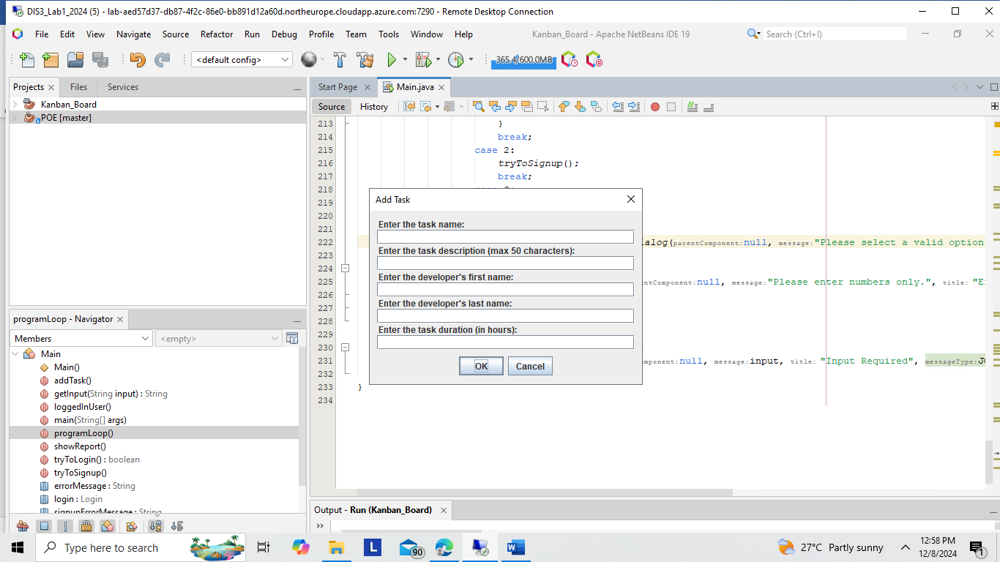 DIS3_Lab1_2024 (5) - lab-aed57d37-db87-4f2c-86e0-bb891d12a60d.northeurope.cloudapp.azure.com:7290 - Remote Desktop Connection
File Edit View Navigate Source Refactor Run Debug Profile Team Tools Window Help Kanban_Board - Apache NetBeans IDE 19 Search (Ctrl+I)
<default config> 365.4/600.0MB
Projects Files Services
Kanban_Board
POE [master]
Start Page Main.java
Source History
213 }
214 break;
215 case 2:
216 tryToSignup();
217 break;
218
219
220
221
222 alog(parentComponent:null, message:"Please select a valid option
223
224
225 ntComponent:null, message:"Please enter numbers only.", title: "E
226
227
228
229
230
231 component:null, message:input, title: "Input Required", messageType:JO
232
233 }
234
Add Task
Enter the task name:
Enter the task description (max 50 characters):
Enter the developer's first name:
Enter the developer's last name:
Enter the task duration (in hours):
OK Cancel
programLoop - Navigator
Members <empty>
Main
Main()
addTask()
getInput(String input) : String
loggedInUser()
main(String[] args)
programLoop()
showReport()
tryToLogin() : boolean
tryToSignup()
errorMessage : String
login : Login
signupErrorMessage : String
Output - Run (Kanban_Board)
>>
Type here to search
L
90
W
27°C Partly sunny
12:58 PM
12/8/2024
1